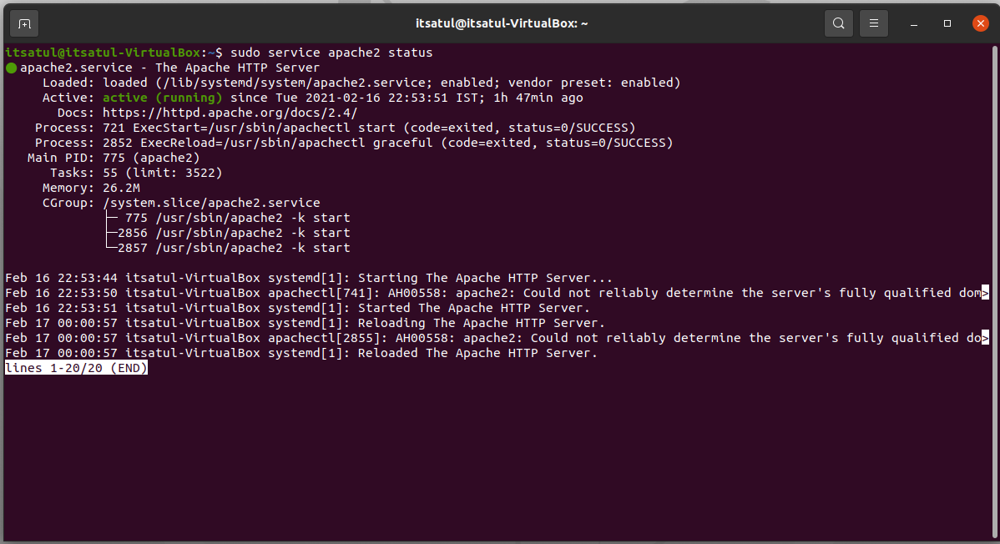 itsatul@itsatul-VirtualBox: ~
itsatul@itsatul-VirtualBox:~$ sudo service apache2 status
● apache2.service - The Apache HTTP Server
     Loaded: loaded (/lib/systemd/system/apache2.service; enabled; vendor preset: enabled)
     Active: active (running) since Tue 2021-02-16 22:53:51 IST; 1h 47min ago
       Docs: https://httpd.apache.org/docs/2.4/
    Process: 721 ExecStart=/usr/sbin/apachectl start (code=exited, status=0/SUCCESS)
    Process: 2852 ExecReload=/usr/sbin/apachectl graceful (code=exited, status=0/SUCCESS)
   Main PID: 775 (apache2)
      Tasks: 55 (limit: 3522)
     Memory: 26.2M
     CGroup: /system.slice/apache2.service
             ├─ 775 /usr/sbin/apache2 -k start
             ├─2856 /usr/sbin/apache2 -k start
             └─2857 /usr/sbin/apache2 -k start
Feb 16 22:53:44 itsatul-VirtualBox systemd[1]: Starting The Apache HTTP Server...
Feb 16 22:53:50 itsatul-VirtualBox apachectl[741]: AH00558: apache2: Could not reliably determine the server's fully qualified dom>
Feb 16 22:53:51 itsatul-VirtualBox systemd[1]: Started The Apache HTTP Server.
Feb 17 00:00:57 itsatul-VirtualBox systemd[1]: Reloading The Apache HTTP Server.
Feb 17 00:00:57 itsatul-VirtualBox apachectl[2855]: AH00558: apache2: Could not reliably determine the server's fully qualified do>
Feb 17 00:00:57 itsatul-VirtualBox systemd[1]: Reloaded The Apache HTTP Server.
lines 1-20/20 (END)